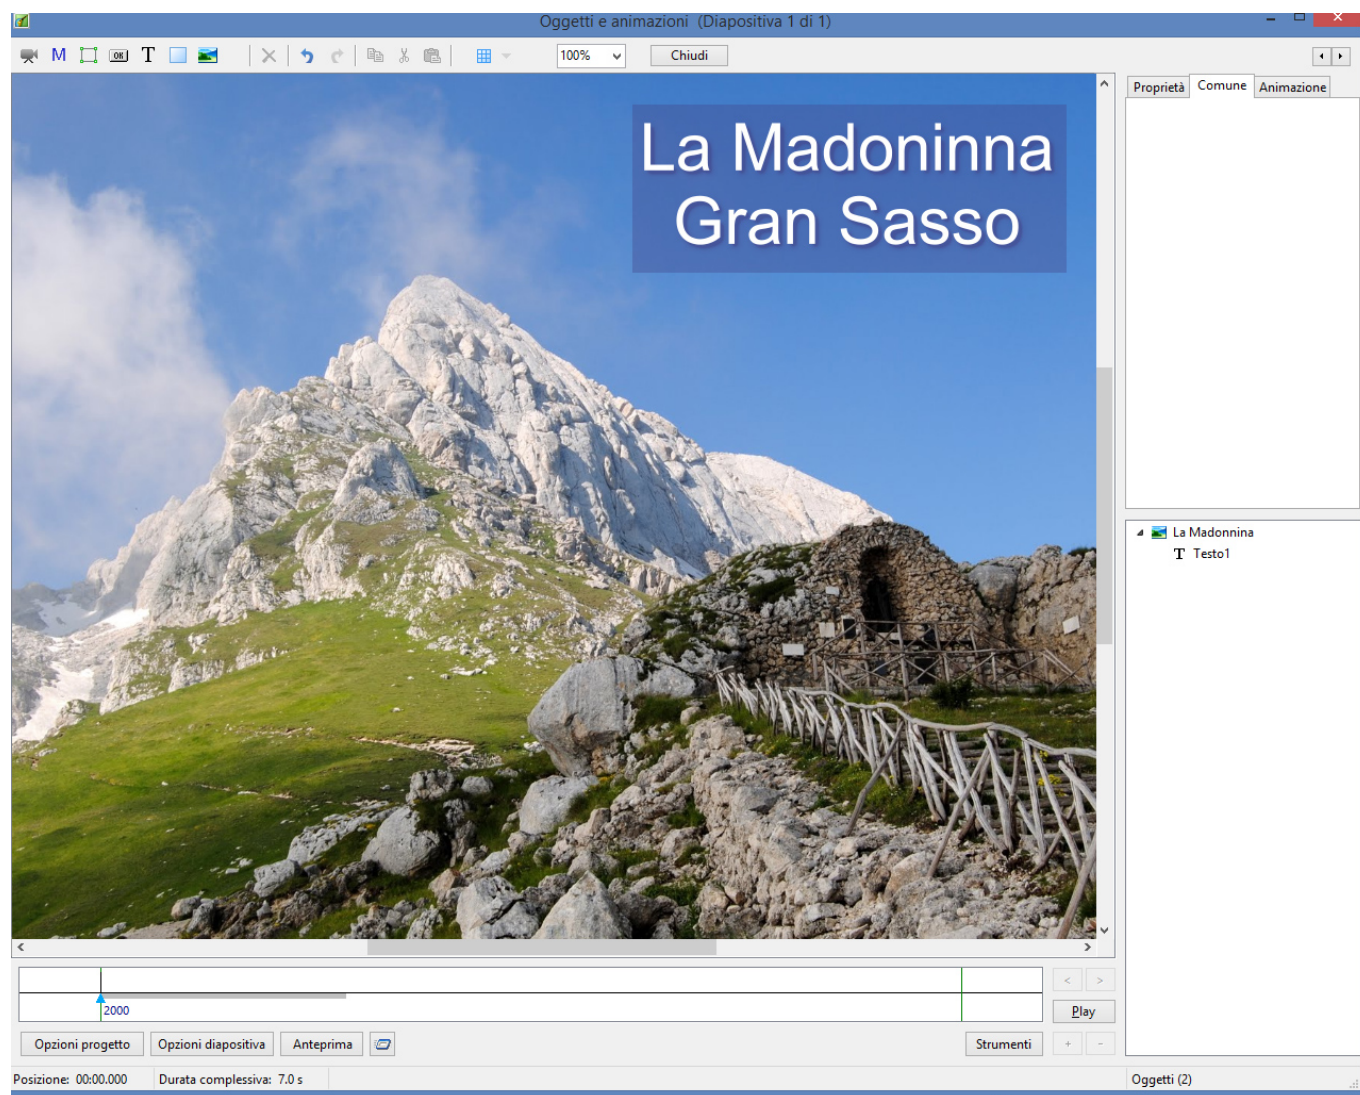 Oggetti e animazioni (Diapositiva 1 di 1)
M OK T 100% Chiudi
Proprietà Comune Animazione
La Madoninna
Gran Sasso
La Madonnina
T Testo1
2000
< >
Play
Opzioni progetto Opzioni diapositiva Anteprima Strumenti + -
Posizione: 00:00.000 Durata complessiva: 7.0 s Oggetti (2)